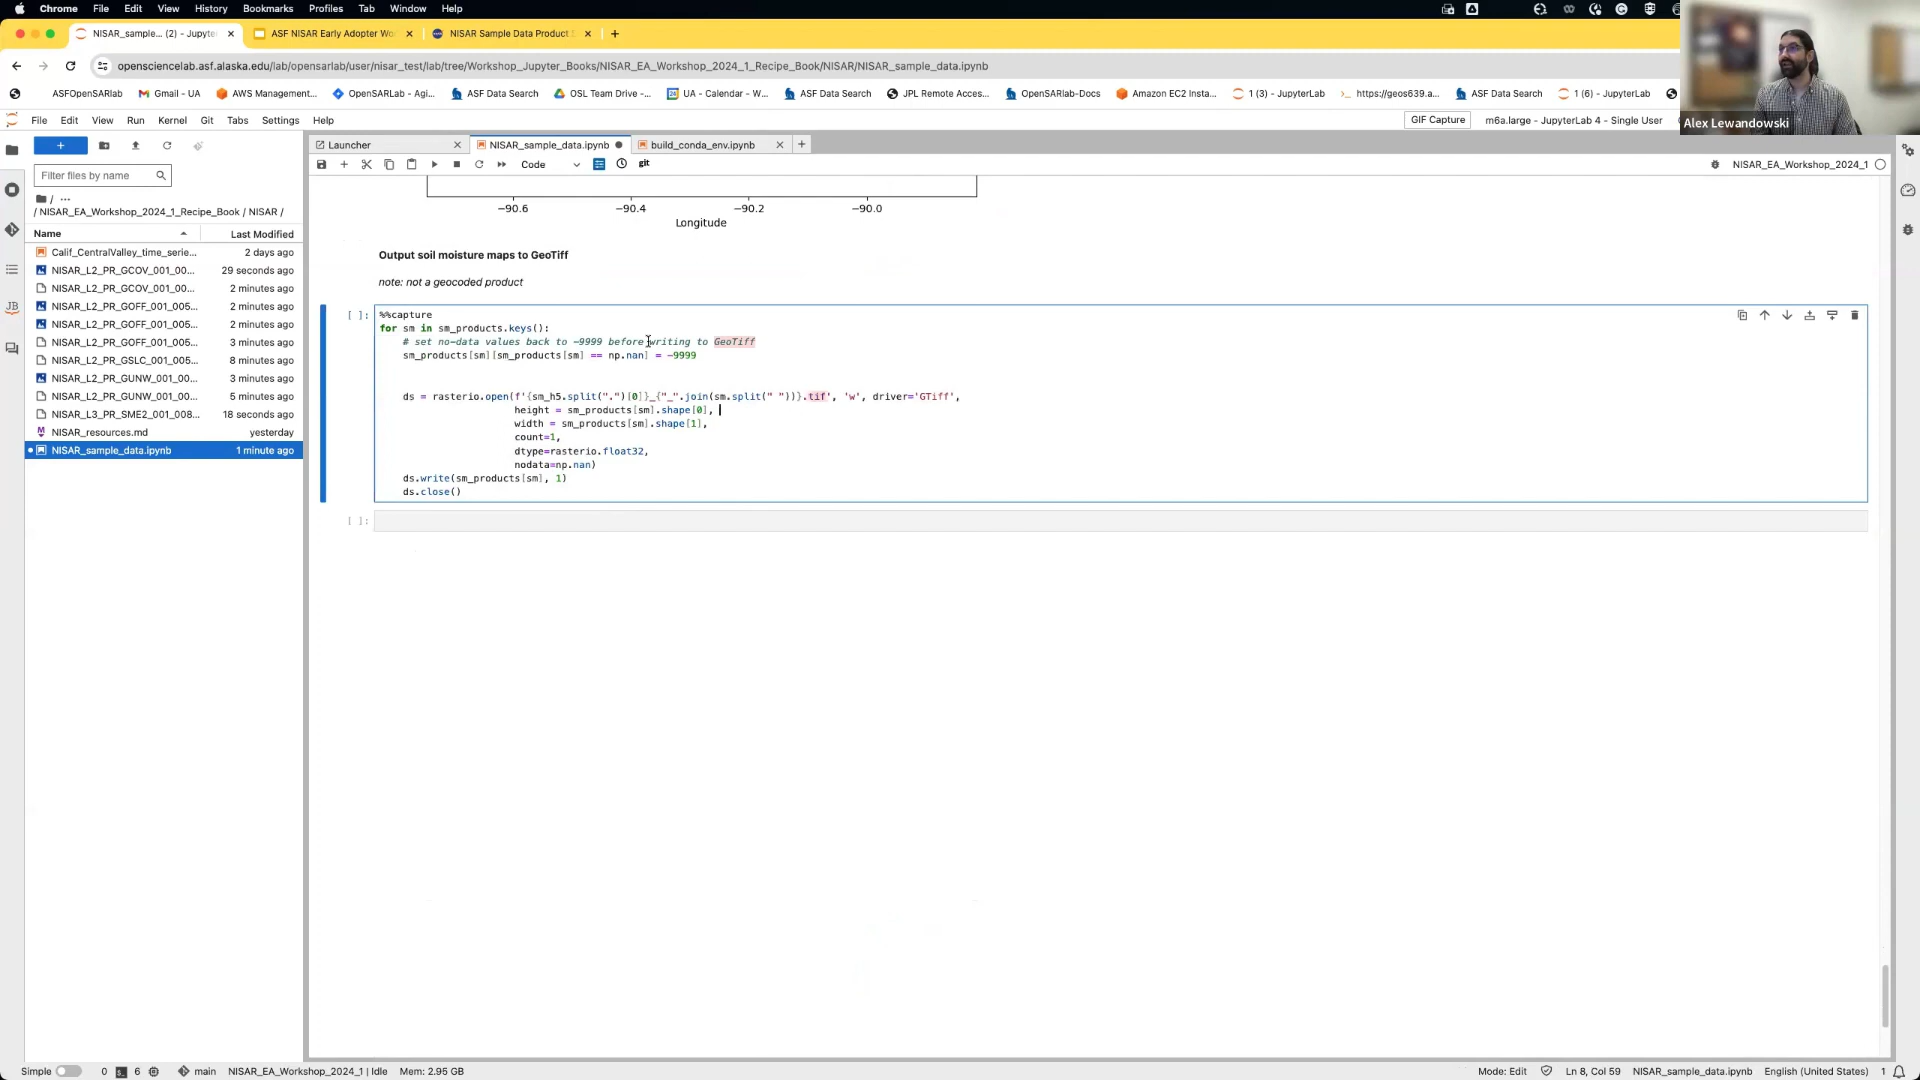 Chrome File Edit View History Bookmarks Profiles Tab Window Help
NISAR_sample... (2) - Jupyte
ASF NISAR Early Adopter Wo
NISAR Sample Data Product
openscienc​elab.asf.alaska.edu/lab/opensarlab/user/nisar_test/lab/tree/Workshop_Jupyter_Books/NISAR_EA_Workshop_2024_1_Recipe_Book/NISAR/NISAR_sample_data.ipynb
ASFOpenSARlab Gmail - UA AWS Management... OpenSARLab - Agi... ASF Data Search OSL Team Drive -... UA - Calendar - W... ASF Data Search JPL Remote Acces... OpenSARlab-Docs Amazon EC2 Insta... 1 (3) - JupyterLab https://geos639.a... ASF Data Search 1 (6) - JupyterLab
Alex Lewandowski
File Edit View Run Kernel Git Tabs Settings Help
GIF Capture
m6a.large - JupyterLab 4 - Single User
Launcher
NISAR_sample_data.ipynb
build_conda_env.ipynb
Code
git
NISAR_EA_Workshop_2024_1
Filter files by name
/ ...
/ NISAR_EA_Workshop_2024_1_Recipe_Book / NISAR /
Name Last Modified
Calif_CentralValley_time_serie... 2 days ago
NISAR_L2_PR_GCOV_001_00... 29 seconds ago
NISAR_L2_PR_GCOV_001_00... 2 minutes ago
NISAR_L2_PR_GOFF_001_005... 2 minutes ago
NISAR_L2_PR_GOFF_001_005... 2 minutes ago
NISAR_L2_PR_GOFF_001_005... 3 minutes ago
NISAR_L2_PR_GSLC_001_005... 8 minutes ago
NISAR_L2_PR_GUNW_001_00... 3 minutes ago
NISAR_L2_PR_GUNW_001_00... 5 minutes ago
NISAR_L3_PR_SME2_001_008... 18 seconds ago
NISAR_resources.md yesterday
NISAR_sample_data.ipynb 1 minute ago
−90.6 −90.4 −90.2 −90.0
Longitude
Output soil moisture maps to GeoTiff
note: not a geocoded product
[ ]:
%%capture
for sm in sm_products.keys():
# set no-data values back to -9999 before writing to GeoTiff
sm_products[sm][sm_products[sm] == np.nan] = -9999
ds = rasterio.open(f'{sm_h5.split(".")[0]}_{"_".join(sm.split(" "))}.tif', 'w', driver='GTiff',
height = sm_products[sm].shape[0],
width = sm_products[sm].shape[1],
count=1,
dtype=rasterio.float32,
nodata=np.nan)
ds.write(sm_products[sm], 1)
ds.close()
[ ]:
Simple 0 6 main NISAR_EA_Workshop_2024_1 | Idle Mem: 2.95 GB
Mode: Edit Ln 8, Col 59 NISAR_sample_data.ipynb English (United States) 1